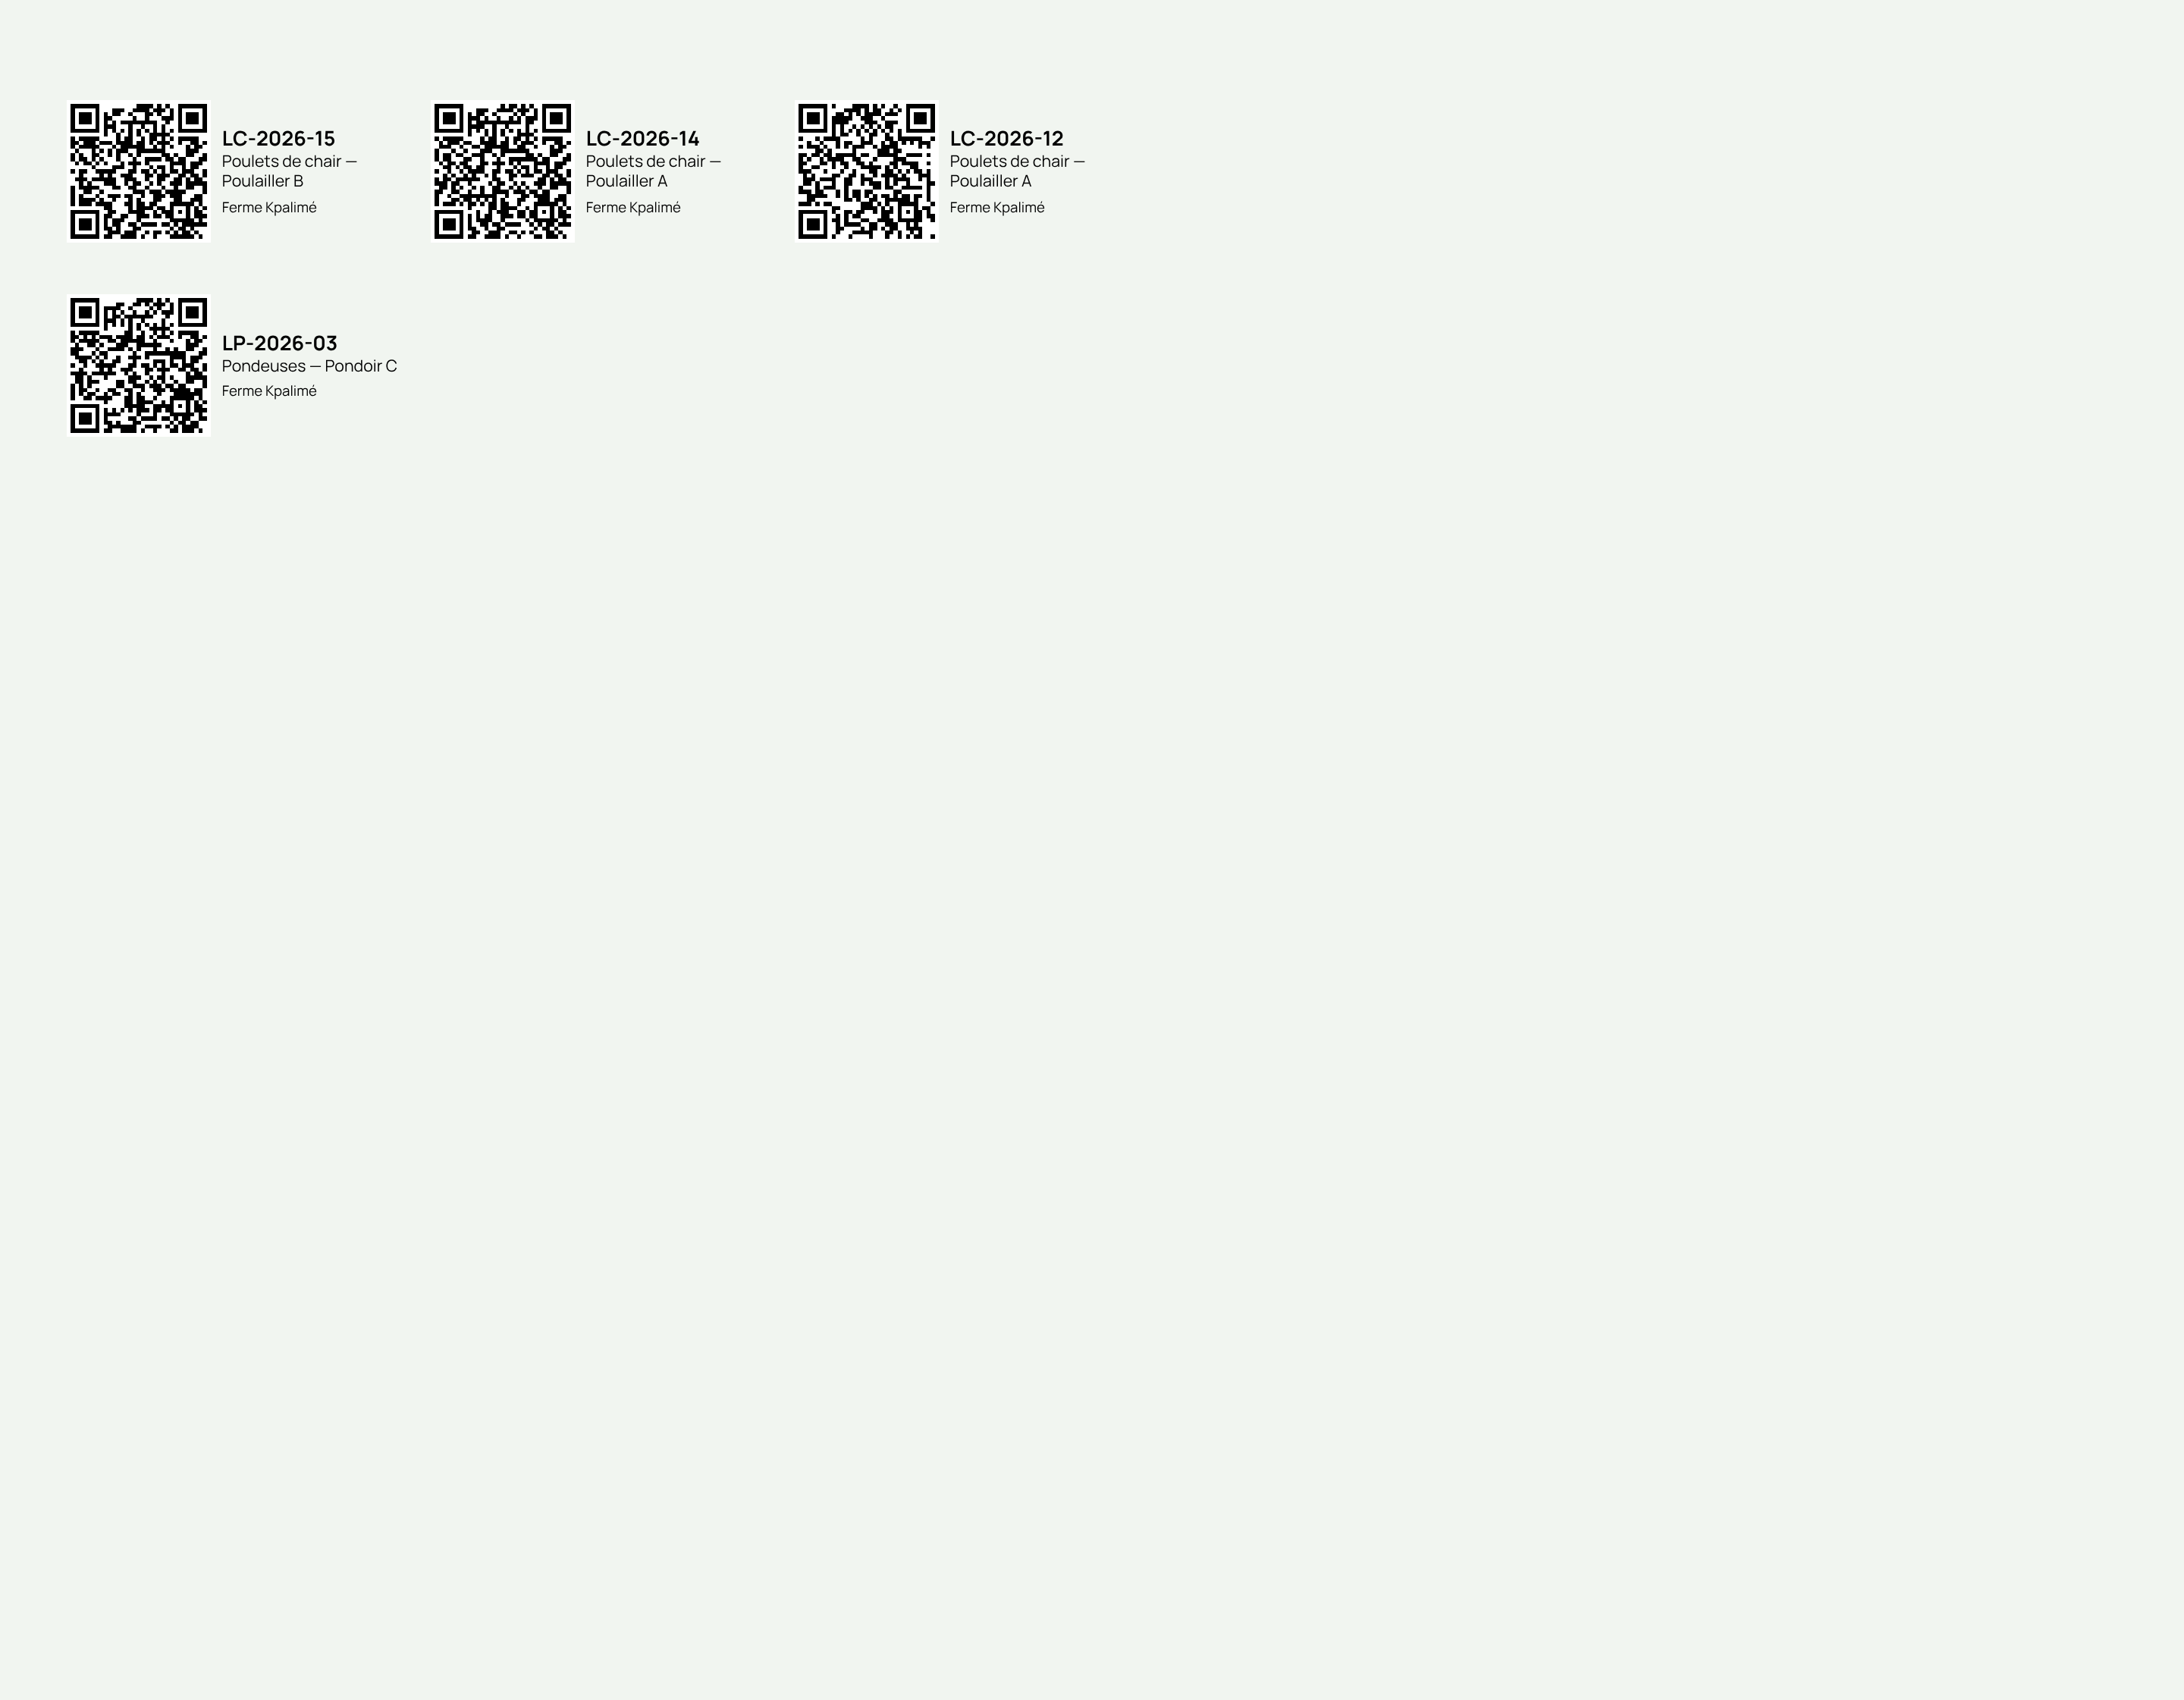 LC-2026-15
Poulets de chair —
Poulailler B
Ferme Kpalimé
LC-2026-14
Poulets de chair —
Poulailler A
Ferme Kpalimé
LC-2026-12
Poulets de chair —
Poulailler A
Ferme Kpalimé
LP-2026-03
Pondeuses — Pondoir C
Ferme Kpalimé